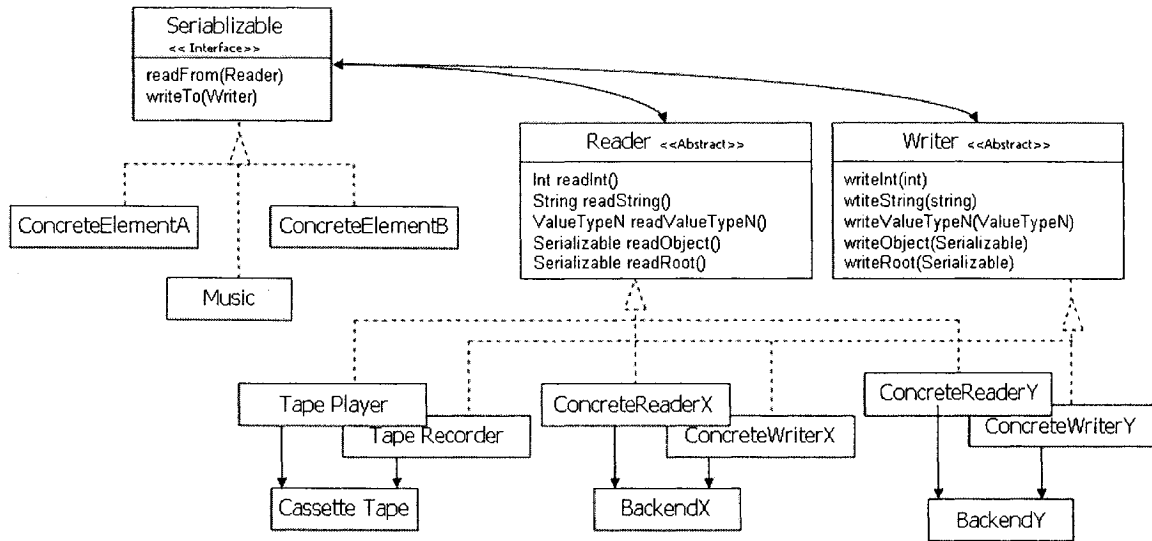 Seriablizable
<< Interface>>
readFrom(Reader)
writeTo(Writer)
Reader <<Abstract>>
Int readInt()
String readString()
ValueTypeN readValueTypeN()
Serializable readObject()
Serializable readRoot()
Writer <<Abstract>>
writeInt(int)
wtiteString(string)
writeValueTypeN(ValueTypeN)
writeObject(Serializable)
writeRoot(Serializable)
ConcreteElementA
ConcreteElementB
Music
Tape Player
Tape Recorder
Cassette Tape
ConcreteReaderX
ConcreteWriterX
BackendX
ConcreteReaderY
ConcreteWriterY
BackendY